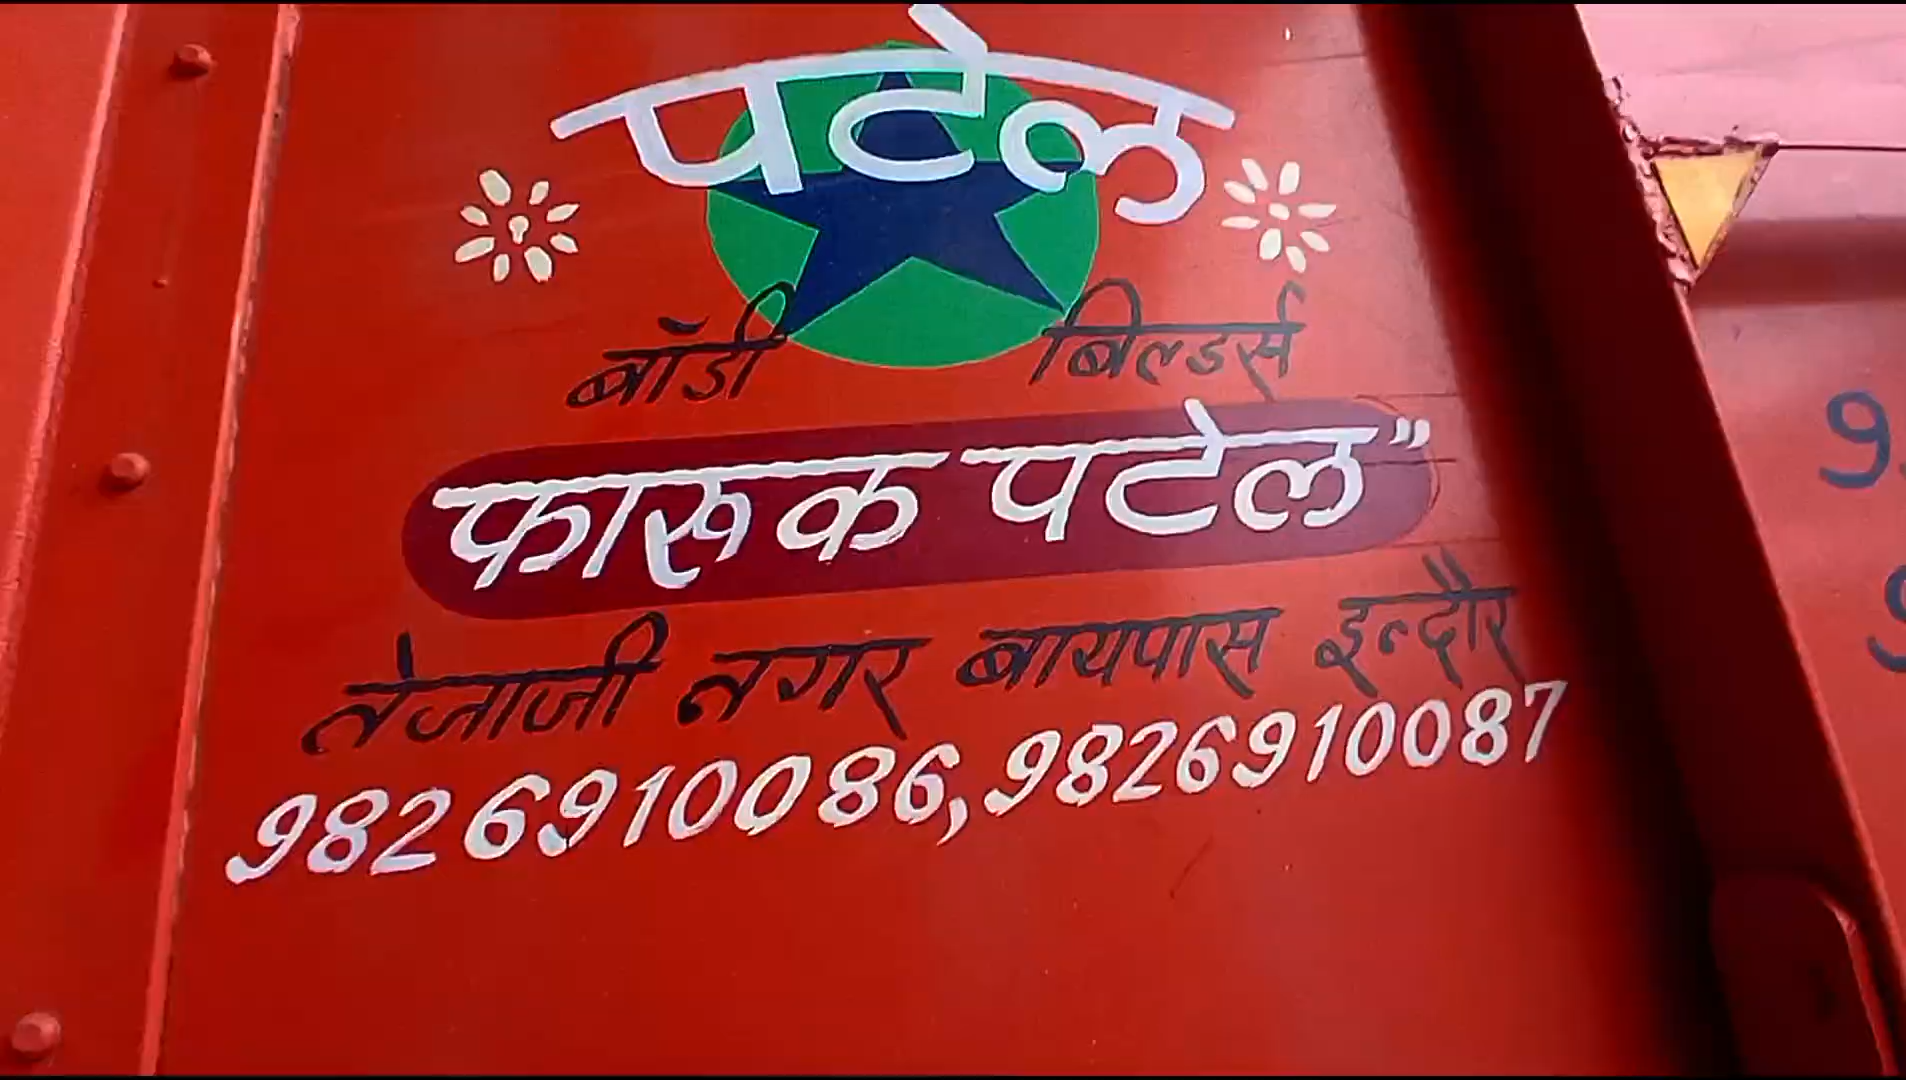 पटेल
बॉडी बिल्डर्स
फारूक पटेल"
तेजाजी नगर बायपास इन्दौर
9826910086,9826910087